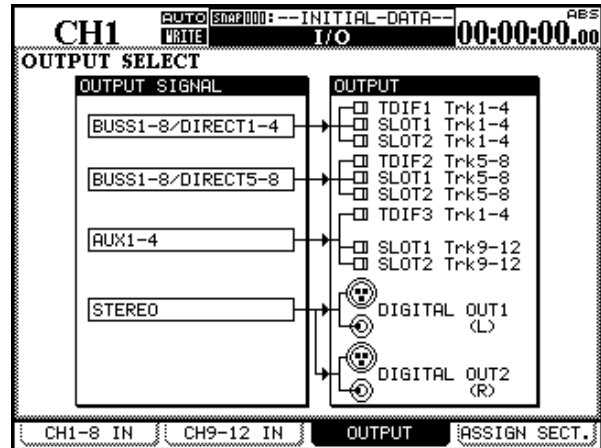 CH1 AUTO SNAP000:--INITIAL-DATA-- ABS
WRITE I/O 00:00:00.00
OUTPUT SELECT
OUTPUT SIGNAL
BUSS1-8/DIRECT1-4
BUSS1-8/DIRECT5-8
AUX1-4
STEREO
OUTPUT
TDIF1 Trk1-4
SLOT1 Trk1-4
SLOT2 Trk1-4
TDIF2 Trk5-8
SLOT1 Trk5-8
SLOT2 Trk5-8
TDIF3 Trk1-4
SLOT1 Trk9-12
SLOT2 Trk9-12
DIGITAL OUT1
(L)
DIGITAL OUT2
(R)
CH1-8 IN CH9-12 IN OUTPUT ASSIGN SECT.